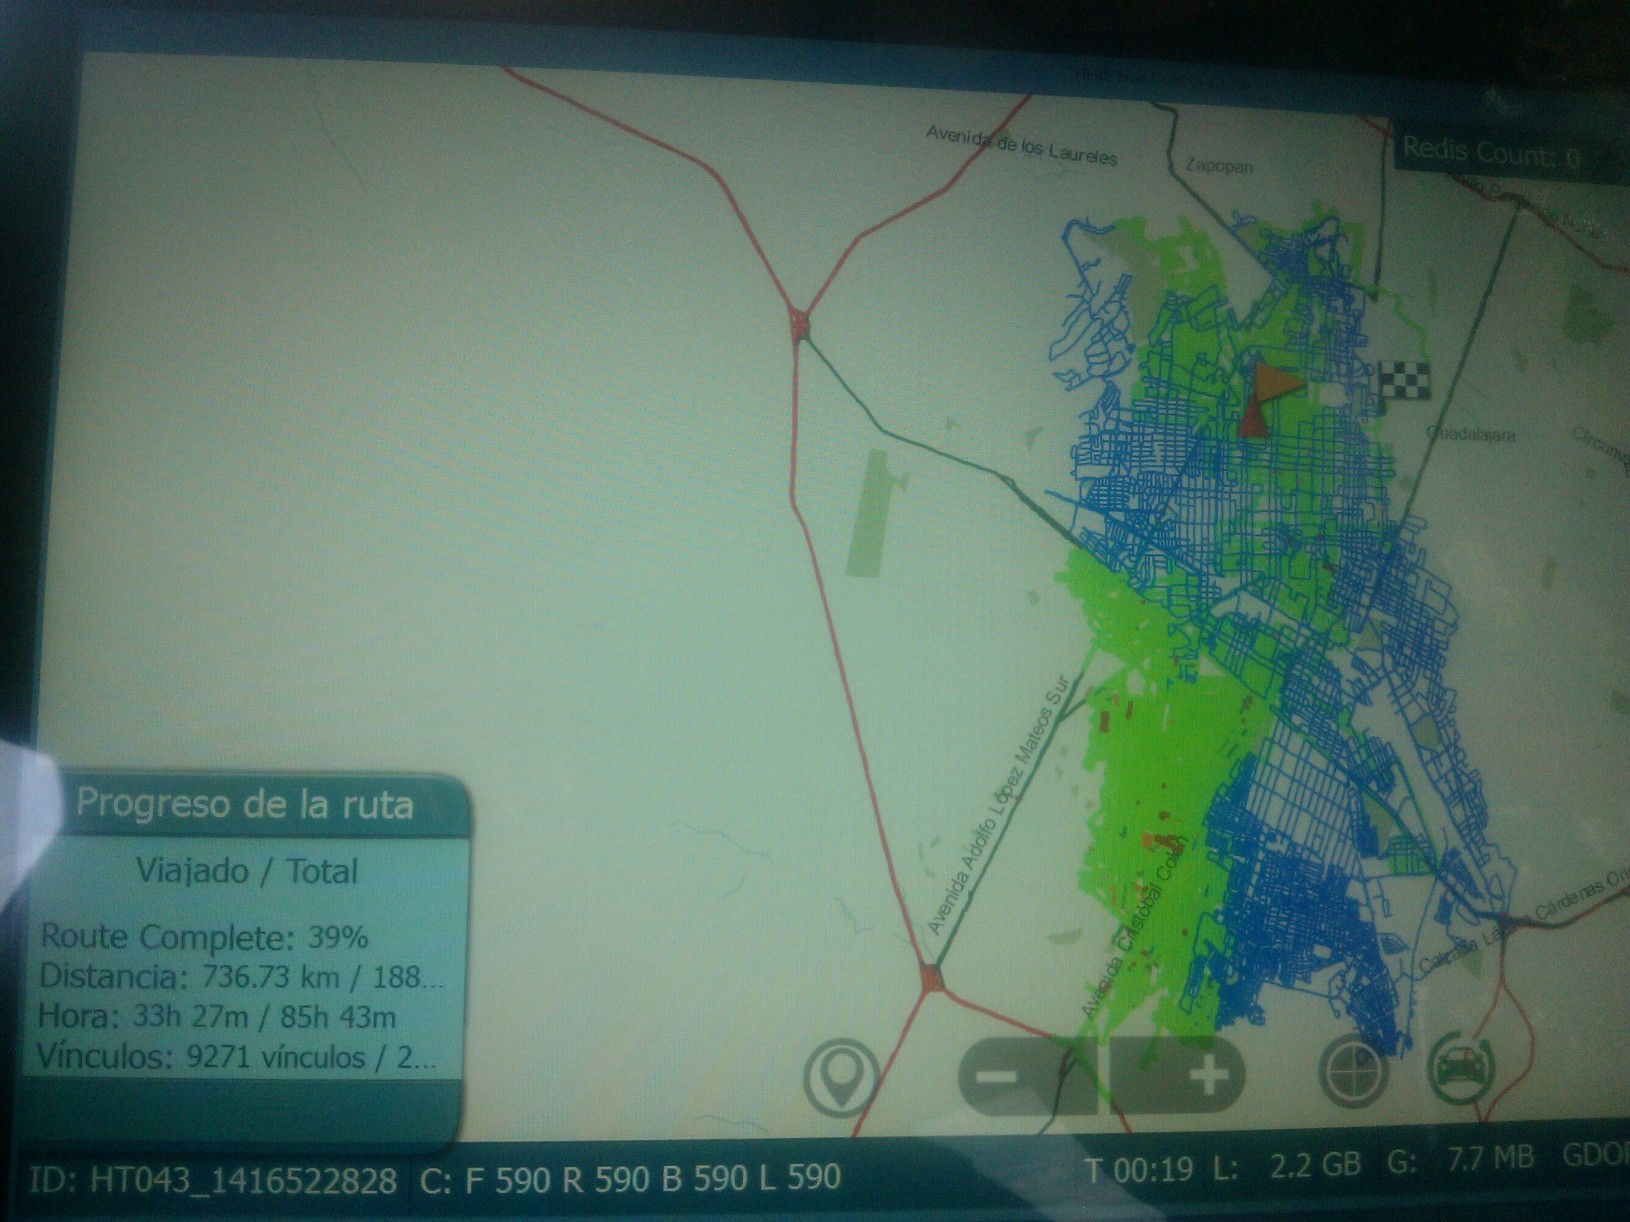 Avenida de los Laureles
Zapopan
Redis Count: 0
Guadalajara
Avenida Adolfo López Mateos Sur
Avenida Cristóbal Colón
Progreso de la ruta
Viajado / Total
Route Complete: 39%
Distancia: 736.73 km / 188...
Hora: 33h 27m / 85h 43m
Vínculos: 9271 vínculos / 2...
ID: HT043_1416522828 C: F 590 R 590 B 590 L 590 T 00:19 L: 2.2 GB G: 7.7 MB